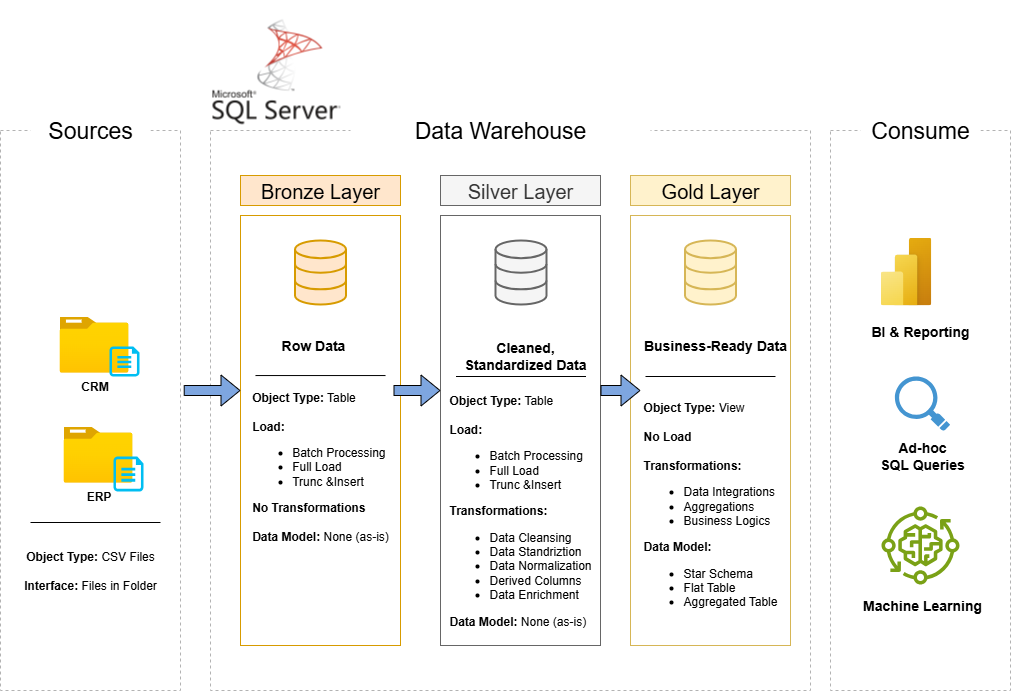 Microsoft®
SQL Server
Sources
Data Warehouse
Consume
CRM
ERP
Object Type: CSV Files
Interface: Files in Folder
Bronze Layer
Row Data
Object Type: Table
Load:
• Batch Processing
• Full Load
• Trunc &Insert
No Transformations
Data Model: None (as-is)
Silver Layer
Cleaned,
Standardized Data
Object Type: Table
Load:
• Batch Processing
• Full Load
• Trunc &Insert
Transformations:
• Data Cleansing
• Data Standriztion
• Data Normalization
• Derived Columns
• Data Enrichment
Data Model: None (as-is)
Gold Layer
Business-Ready Data
Object Type: View
No Load
Transformations:
• Data Integrations
• Aggregations
• Business Logics
Data Model:
• Star Schema
• Flat Table
• Aggregated Table
BI & Reporting
Ad-hoc
SQL Queries
Machine Learning